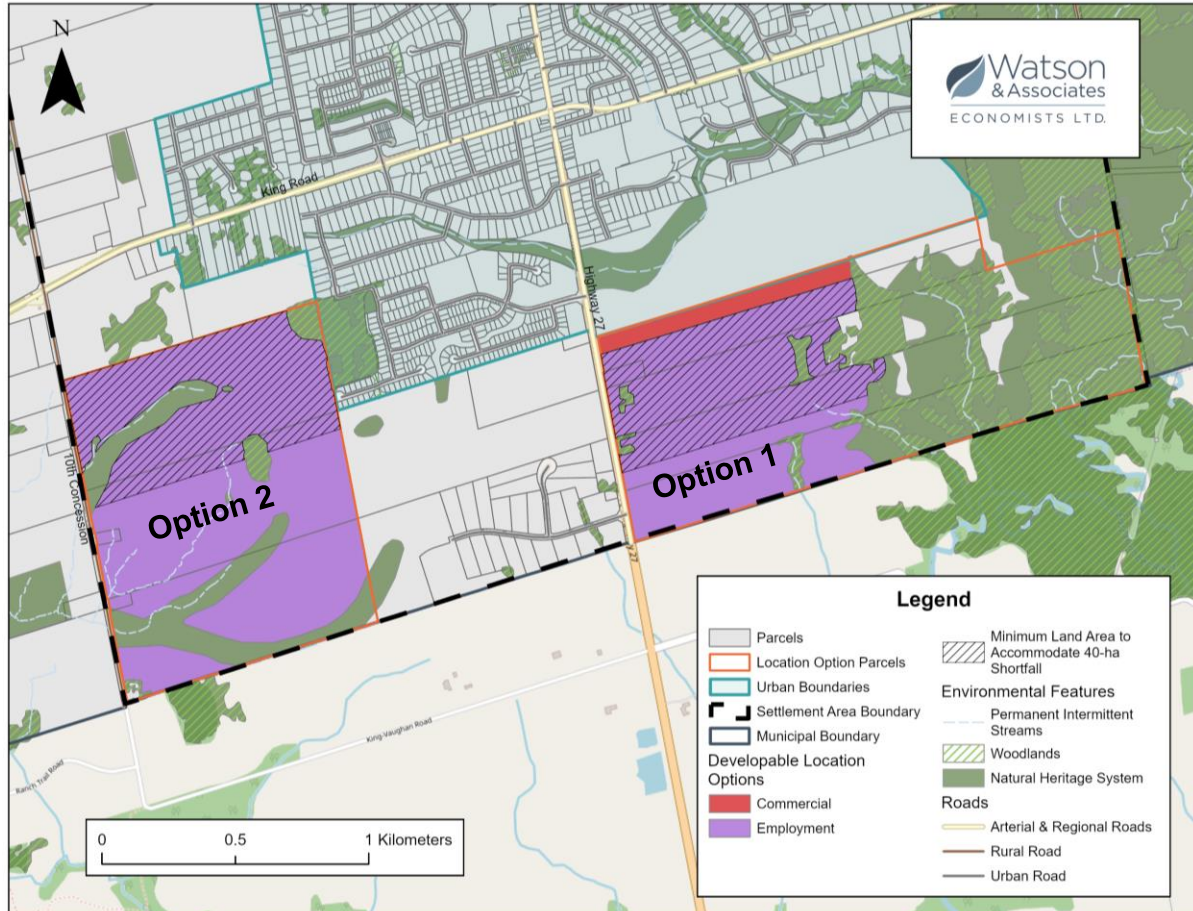 N
Watson
& Associates
ECONOMISTS LTD.
King Road
Highway 27
10th Concession
Option 1
Option 2
y 27
King-Vaughan Road
Ranch Trail Road
0 0.5 1 Kilometers
Legend
Parcels
Location Option Parcels
Urban Boundaries
Settlement Area Boundary
Municipal Boundary
Developable Location
Options
Commercial
Employment
Minimum Land Area to
Accommodate 40-ha
Shortfall
Environmental Features
Permanent Intermittent
Streams
Woodlands
Natural Heritage System
Roads
Arterial & Regional Roads
Rural Road
Urban Road